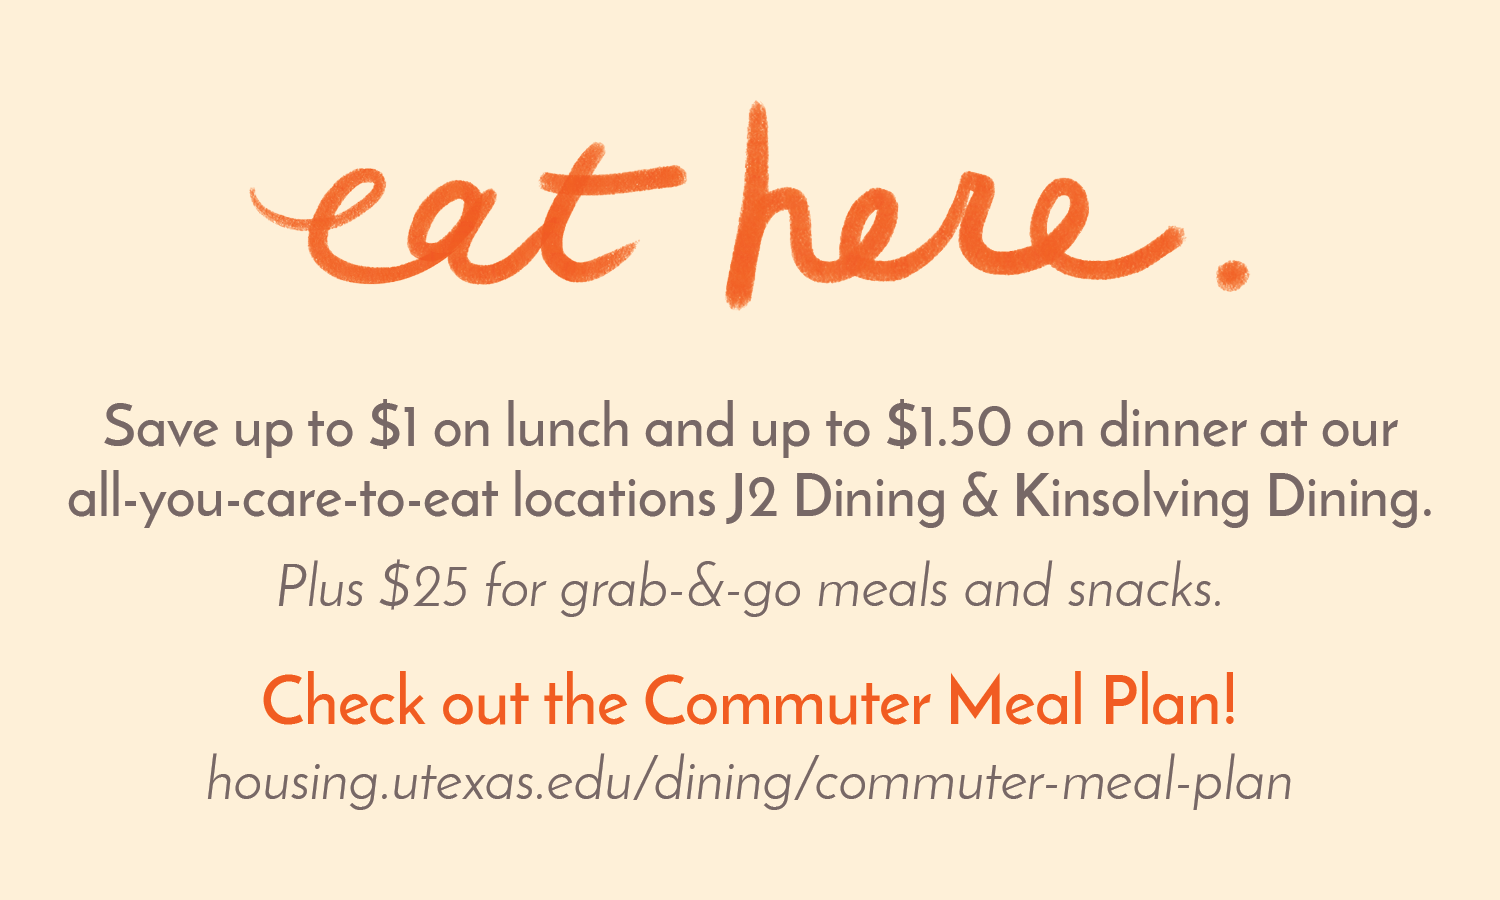 eat here.
Save up to $1 on lunch and up to $1.50 on dinner at our
all-you-care-to-eat locations J2 Dining & Kinsolving Dining.
Plus $25 for grab-&-go meals and snacks.
Check out the Commuter Meal Plan!
housing.utexas.edu/dining/commuter-meal-plan